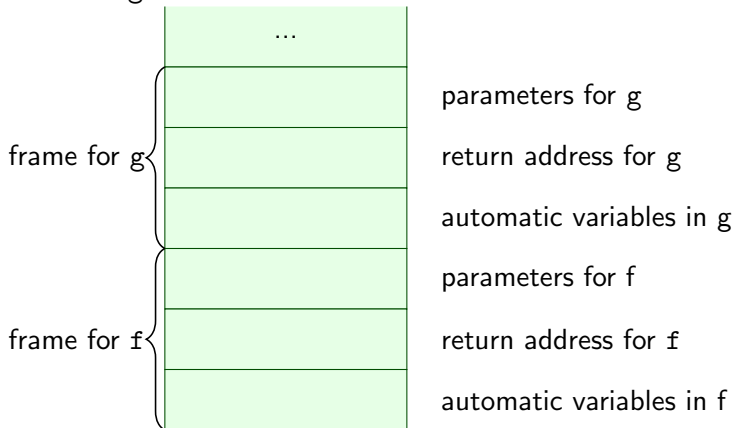 ...
parameters for g
frame for g
return address for g
automatic variables in g
parameters for f
frame for f
return address for f
automatic variables in f